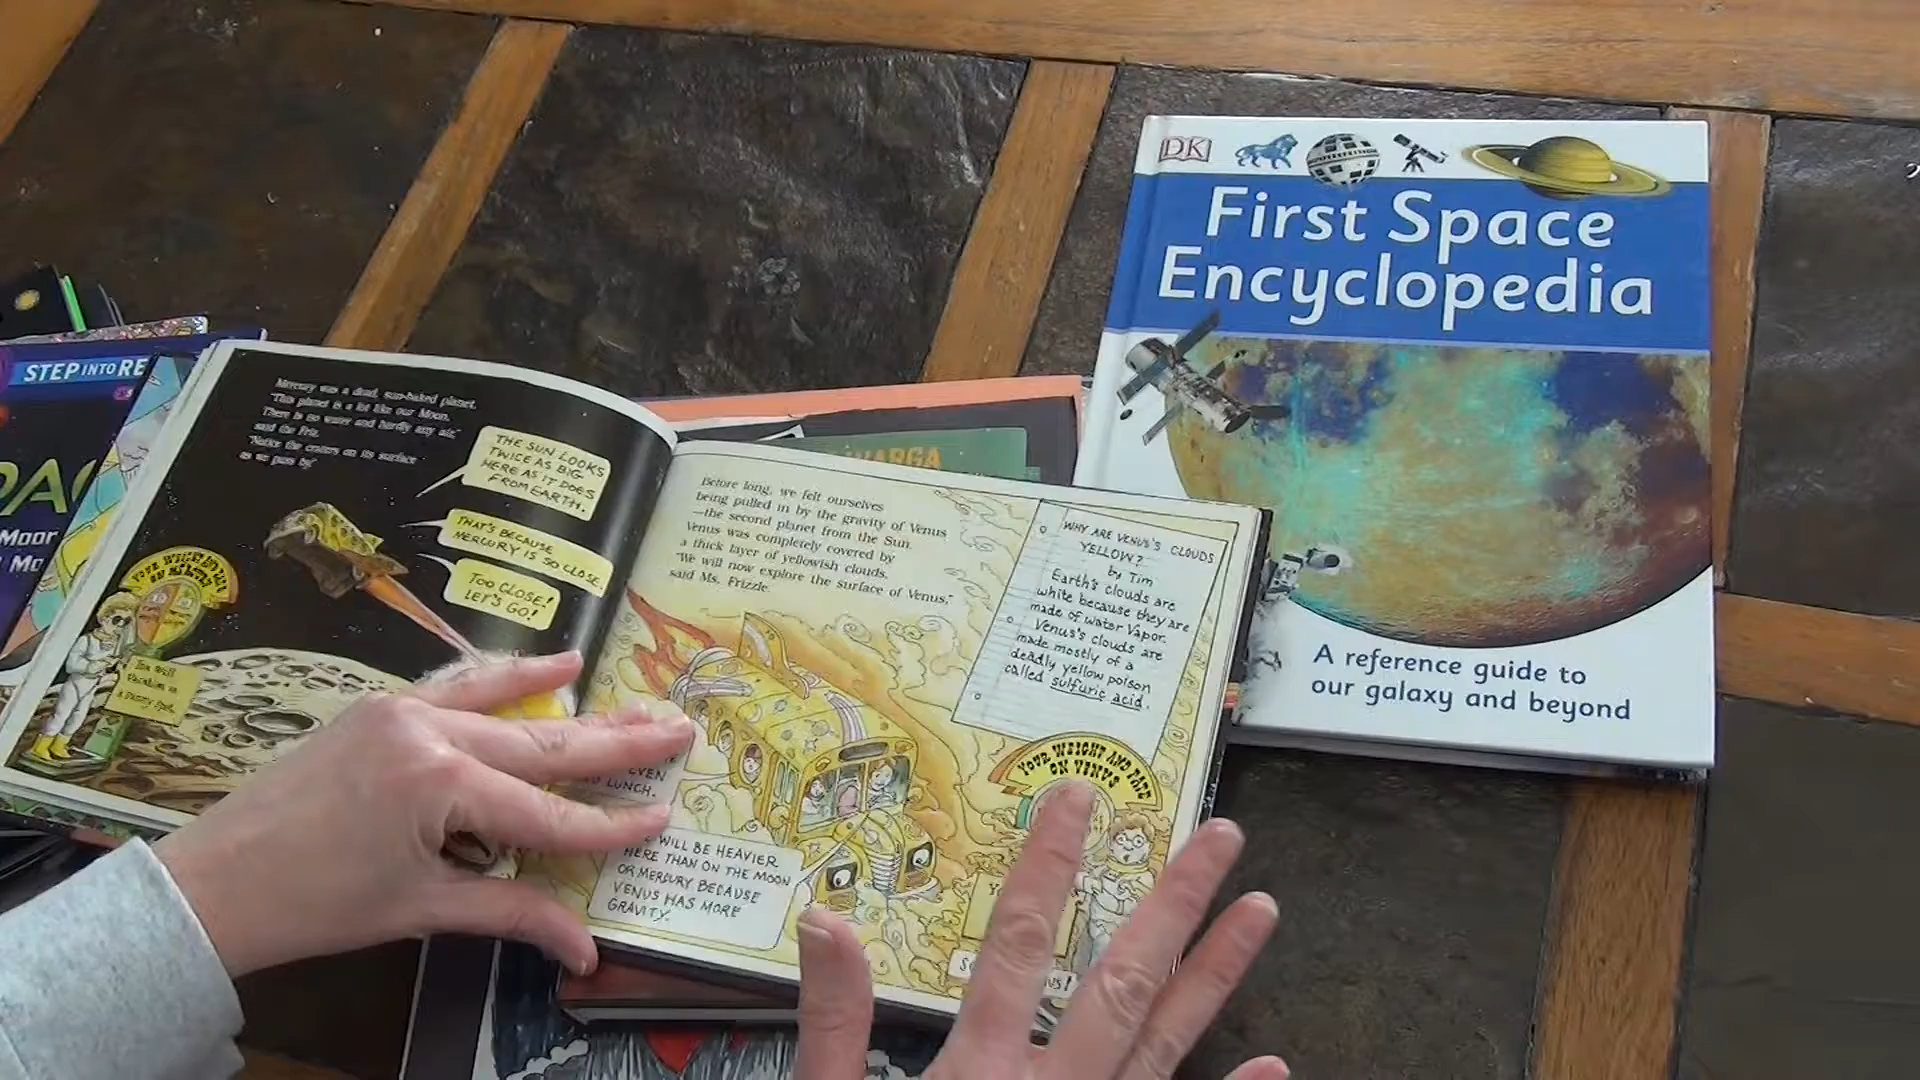 DK
First Space
Encyclopedia
A reference guide to
our galaxy and beyond
STEP INTO RE
Moor
Mercury was a dead, sun-baked planet.
"This planet is a lot like our Moon.
There is no water and hardly any air,"
said the Friz.
"Notice the craters on its surface
as we pass by."
THE SUN LOOKS
TWICE AS BIG
HERE AS IT DOES
FROM EARTH.
THAT'S BECAUSE
MERCURY IS SO CLOSE.
TOO CLOSE!
LET'S GO!
Before long, we felt ourselves
being pulled in by the gravity of Venus
—the second planet from the Sun.
Venus was completely covered by
a thick layer of yellowish clouds.
"We will now explore the surface of Venus,"
said Ms. Frizzle.
WHY ARE VENUS'S CLOUDS
YELLOW?
by Tim
Earth's clouds are
white because they are
made of water vapor.
Venus's clouds are
made mostly of a
deadly yellow poison
called sulfuric acid.
YOUR WEIGHT AND FATE
ON VENUS
EVEN
LUNCH.
WILL BE HEAVIER
HERE THAN ON THE MOON
OR MERCURY BECAUSE
VENUS HAS MORE
GRAVITY.